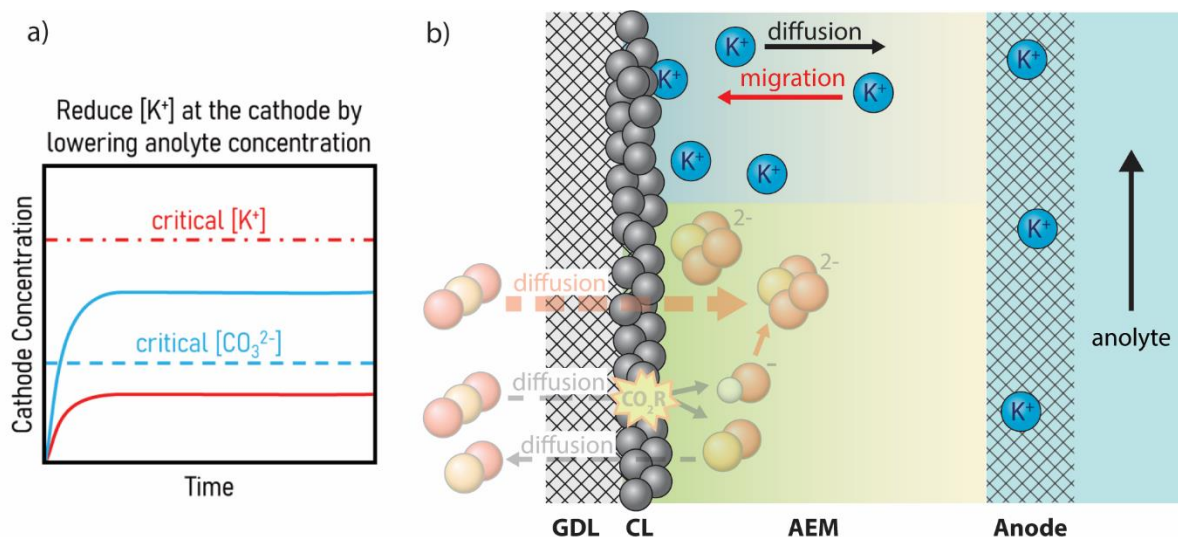 a)
Reduce [K⁺] at the cathode by
lowering anolyte concentration
critical [K⁺]
critical [CO₃²⁻]
Cathode Concentration
Time
b)
K⁺
diffusion
K⁺
migration
K⁺
K⁺
K⁺
K⁺
2-
2-
diffusion
K⁺
anolyte
diffusion
CO₂R
-
K⁺
diffusion
GDL CL AEM Anode